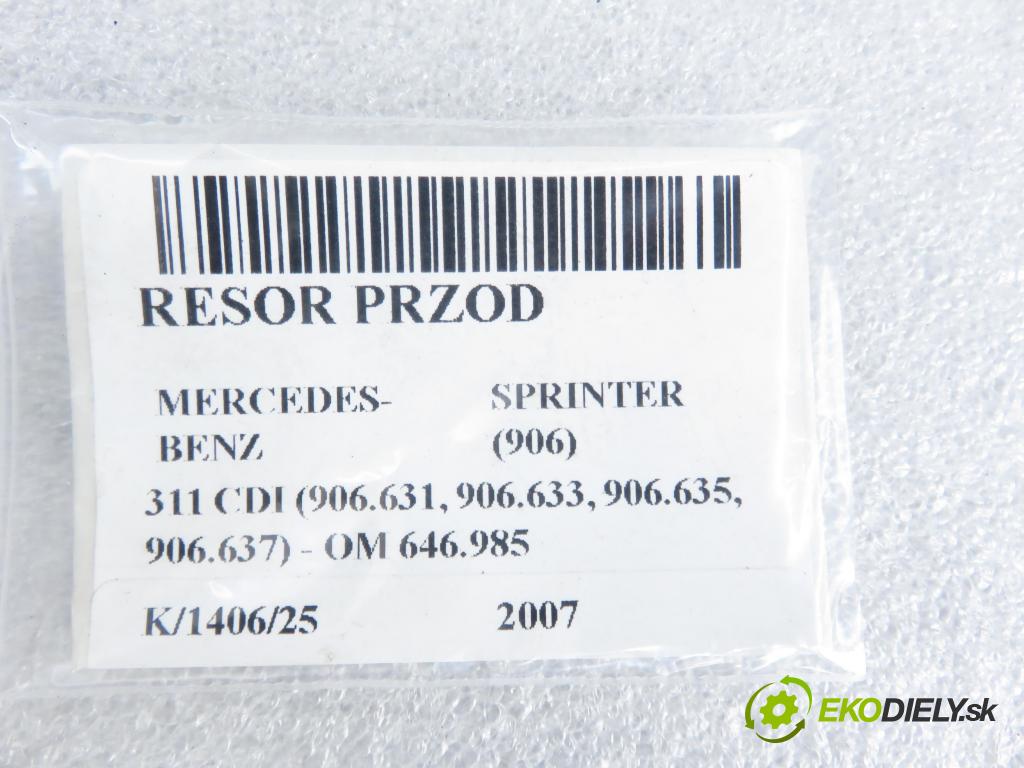 RESOR PRZOD
MERCEDES- SPRINTER
BENZ (906)
311 CDI (906.631, 906.633, 906.635,
906.637) - OM 646.985
K/1406/25 2007
EKODIELY.sk